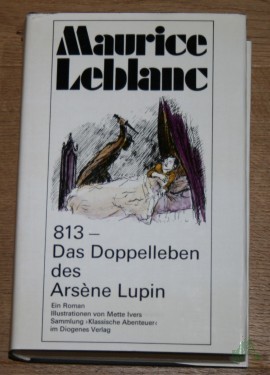 Maurice
Leblanc
813 –
Das Doppelleben
des
Arsène Lupin
Ein Roman
Illustrationen von Mette Ivers
Sammlung ‹Klassische Abenteuer›
im Diogenes Verlag